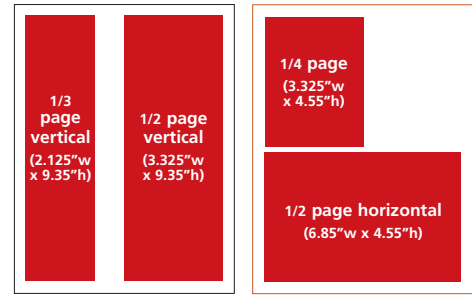 1/3
page
vertical
(2.125”w
x 9.35”h)
1/2 page
vertical
(3.325”w
x 9.35”h)
1/4 page
(3.325”w
x 4.55”h)
1/2 page horizontal
(6.85”w x 4.55”h)